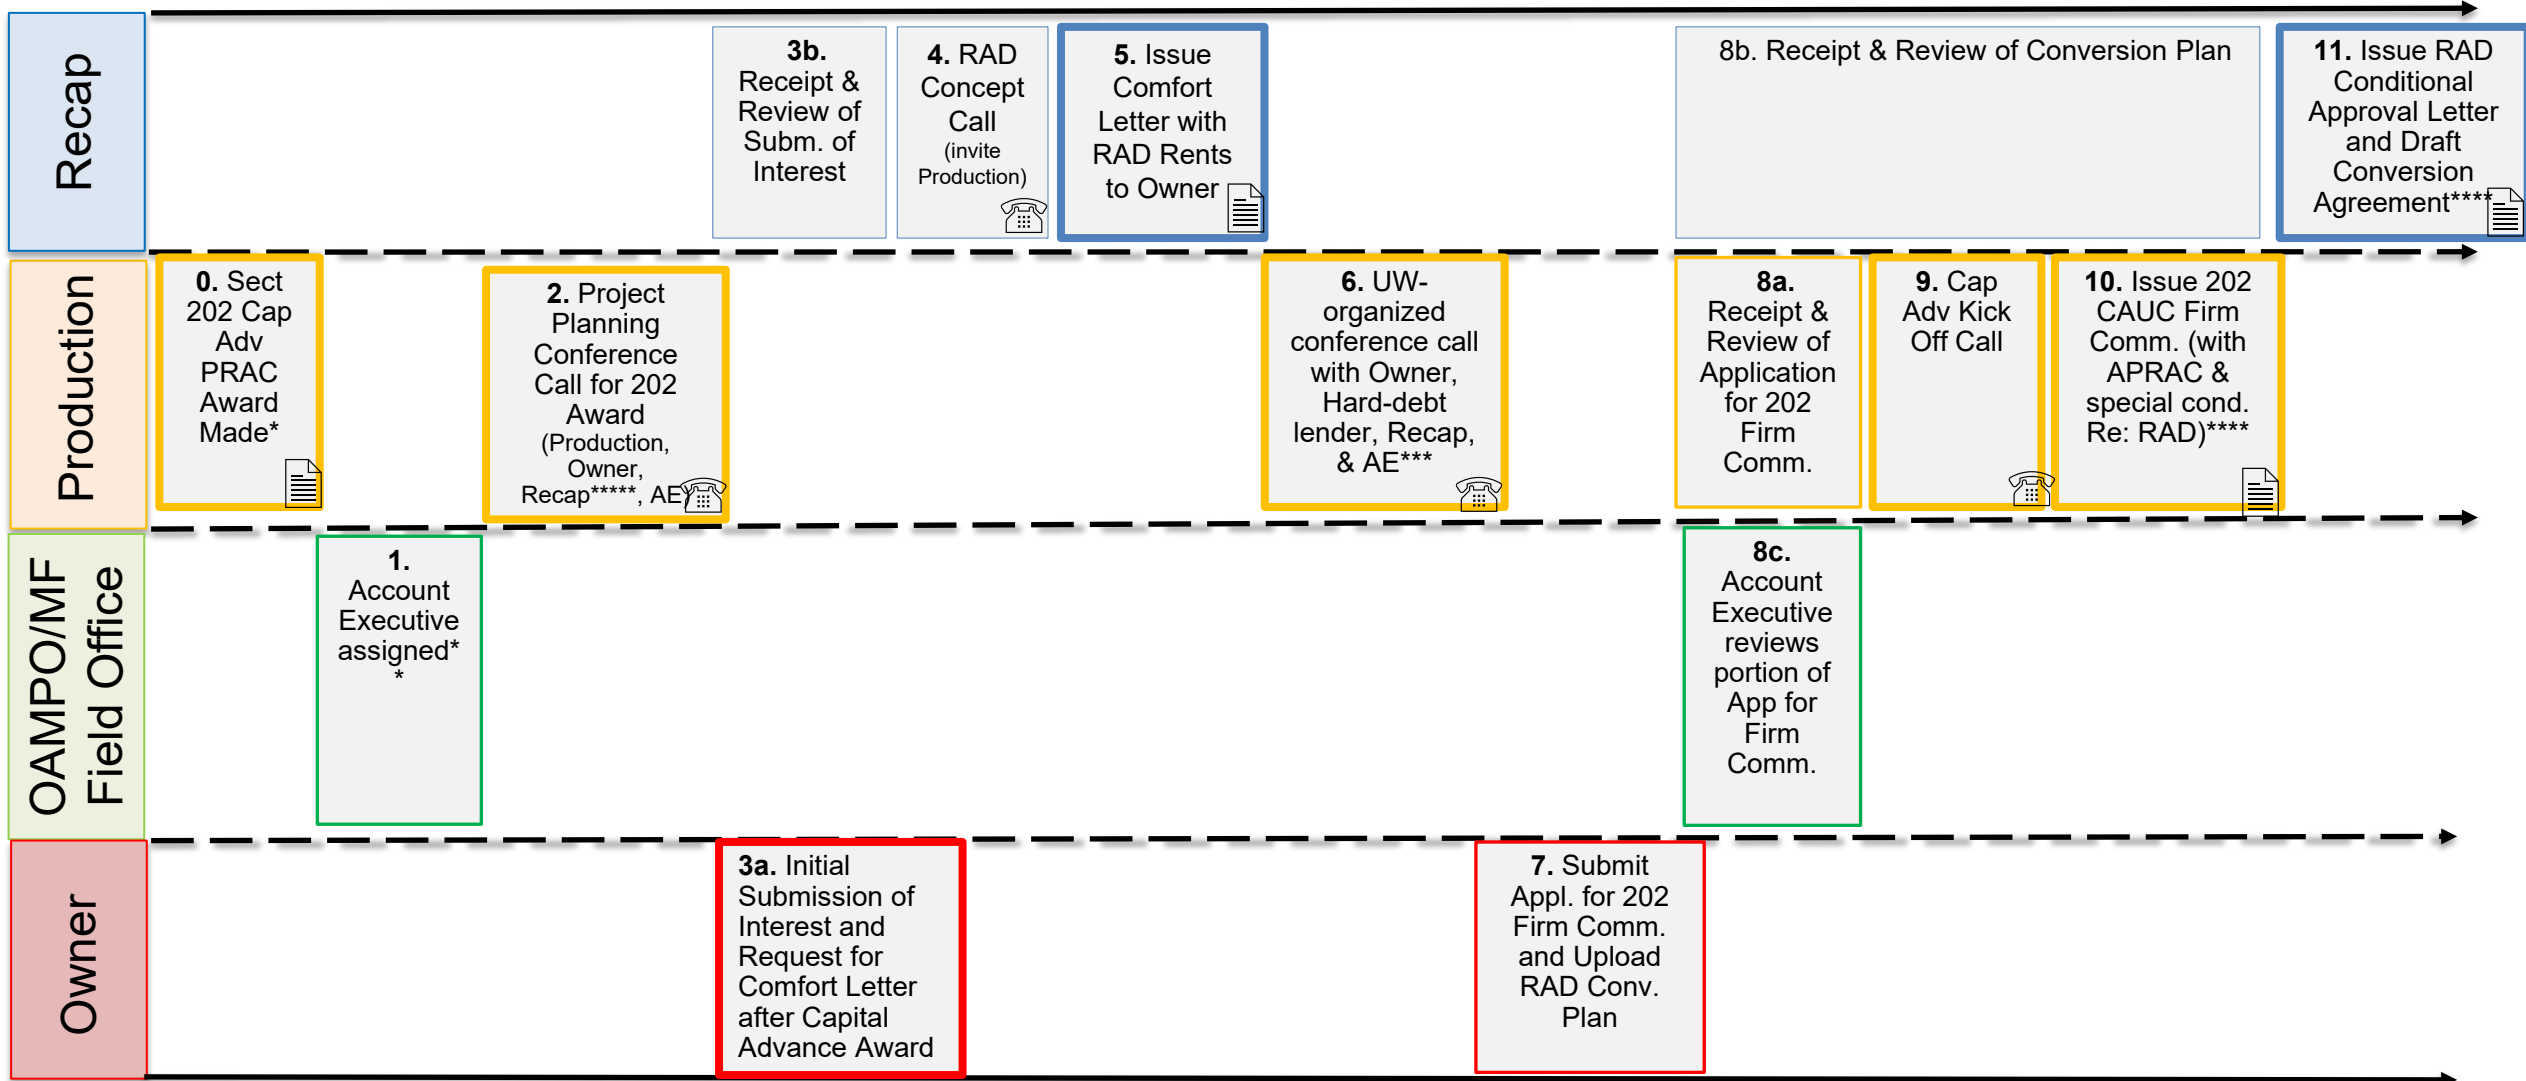 Recap
3b.
Receipt &
Review of
Subm. of
Interest
4. RAD
Concept
Call
(invite
Production)
5. Issue
Comfort
Letter with
RAD Rents
to Owner
8b. Receipt & Review of Conversion Plan
11. Issue RAD
Conditional
Approval Letter
and Draft
Conversion
Agreement****
Production
0. Sect
202 Cap
Adv
PRAC
Award
Made*
2. Project
Planning
Conference
Call for 202
Award
(Production,
Owner,
Recap*****, AE)
6. UW-
organized
conference call
with Owner,
Hard-debt
lender, Recap,
& AE***
8a.
Receipt &
Review of
Application
for 202
Firm
Comm.
9. Cap
Adv Kick
Off Call
10. Issue 202
CAUC Firm
Comm. (with
APRAC &
special cond.
Re: RAD)****
OAMPO/MF
Field Office
1.
Account
Executive
assigned*
*
8c.
Account
Executive
reviews
portion of
App for
Firm
Comm.
Owner
3a. Initial
Submission of
Interest and
Request for
Comfort Letter
after Capital
Advance Award
7. Submit
Appl. for 202
Firm Comm.
and Upload
RAD Conv.
Plan